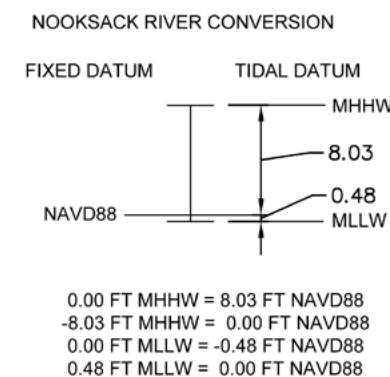 NOOKSACK RIVER CONVERSION
FIXED DATUM
TIDAL DATUM
MHHW
8.03
0.48
NAVD88
MLLW
0.00 FT MHHW = 8.03 FT NAVD88
-8.03 FT MHHW = 0.00 FT NAVD88
0.00 FT MLLW = -0.48 FT NAVD88
0.48 FT MLLW = 0.00 FT NAVD88